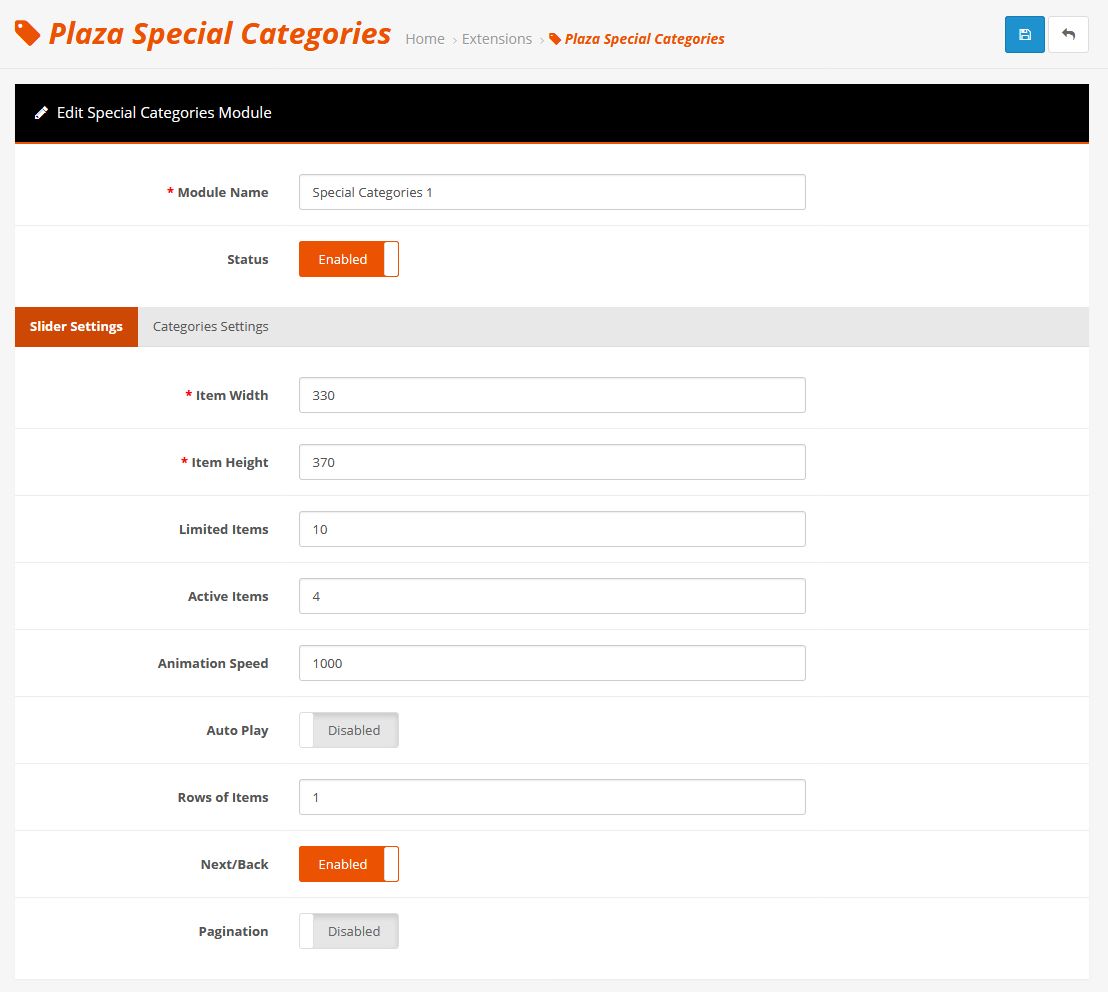 Plaza Special Categories Home › Extensions › Plaza Special Categories
Edit Special Categories Module
* Module Name Special Categories 1
Status Enabled
Slider Settings Categories Settings
* Item Width 330
* Item Height 370
Limited Items 10
Active Items 4
Animation Speed 1000
Auto Play Disabled
Rows of Items 1
Next/Back Enabled
Pagination Disabled